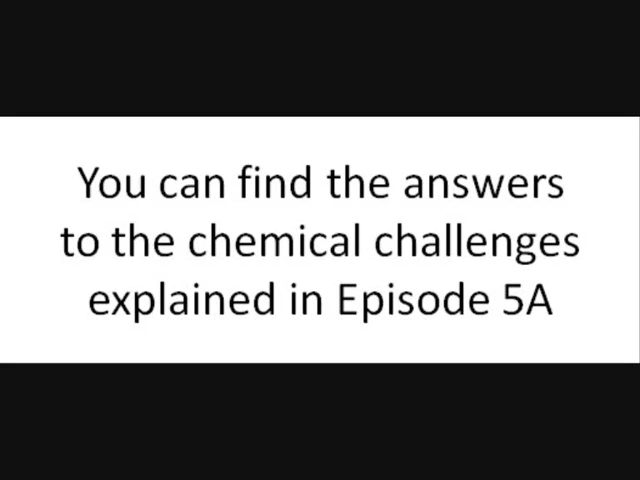 You can find the answers
to the chemical challenges
explained in Episode 5A